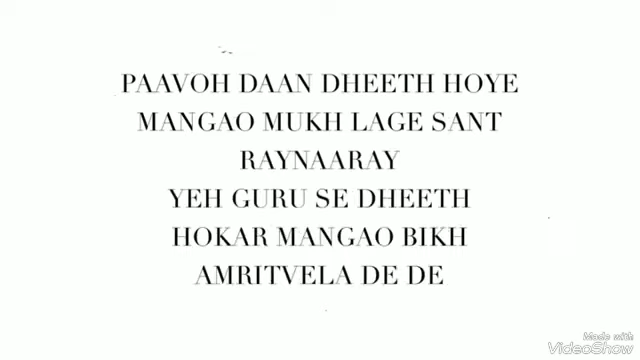 PAAVOH DAAN DHEETH HOYE
MANGAO MUKH LAGE SANT
RAYNAARAY
YEH GURU SE DHEETH
HOKAR MANGAO BIKH
AMRITVELA DE DE
Made with
VideoShow